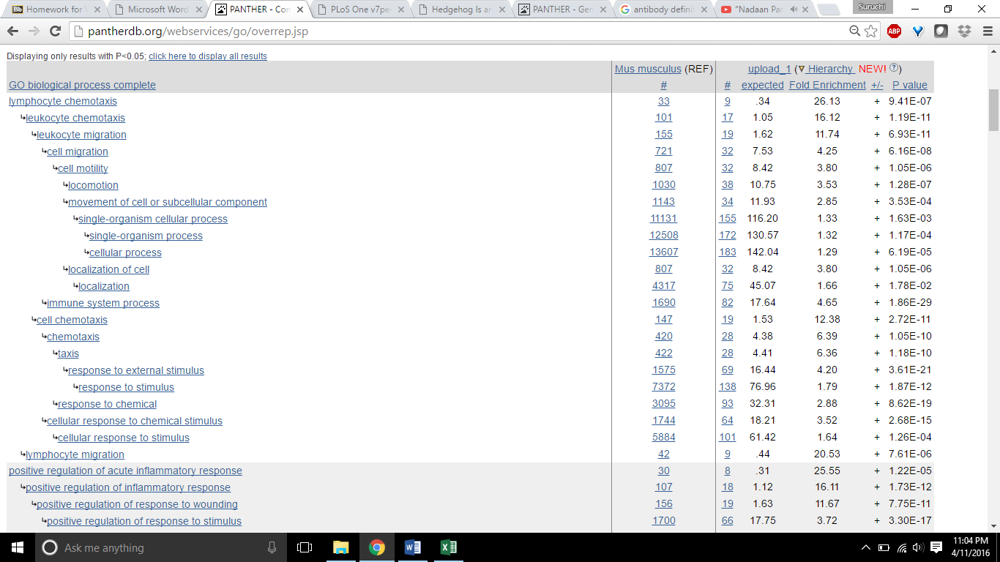 Homework for W
Microsoft Word
PANTHER - Con
PLoS One v7pe
Hedgehog Is an
PANTHER - Gen
antibody definit
"Nadaan Par
Suruchi
pantherdb.org/webservices/go/overrep.jsp
ABP
Displaying only results with P<0.05; click here to display all results
Mus musculus (REF) upload_1 (▽ Hierarchy NEW! ?)
GO biological process complete # # expected Fold Enrichment +/- P value
lymphocyte chemotaxis 33 9 .34 26.13 + 9.41E-07
↳leukocyte chemotaxis 101 17 1.05 16.12 + 1.19E-11
↳leukocyte migration 155 19 1.62 11.74 + 6.93E-11
↳cell migration 721 32 7.53 4.25 + 6.16E-08
↳cell motility 807 32 8.42 3.80 + 1.05E-06
↳locomotion 1030 38 10.75 3.53 + 1.28E-07
↳movement of cell or subcellular component 1143 34 11.93 2.85 + 3.53E-04
↳single-organism cellular process 11131 155 116.20 1.33 + 1.63E-03
↳single-organism process 12508 172 130.57 1.32 + 1.17E-04
↳cellular process 13607 183 142.04 1.29 + 6.19E-05
↳localization of cell 807 32 8.42 3.80 + 1.05E-06
↳localization 4317 75 45.07 1.66 + 1.78E-02
↳immune system process 1690 82 17.64 4.65 + 1.86E-29
↳cell chemotaxis 147 19 1.53 12.38 + 2.72E-11
↳chemotaxis 420 28 4.38 6.39 + 1.05E-10
↳taxis 422 28 4.41 6.36 + 1.18E-10
↳response to external stimulus 1575 69 16.44 4.20 + 3.61E-21
↳response to stimulus 7372 138 76.96 1.79 + 1.87E-12
↳response to chemical 3095 93 32.31 2.88 + 8.62E-19
↳cellular response to chemical stimulus 1744 64 18.21 3.52 + 2.68E-15
↳cellular response to stimulus 5884 101 61.42 1.64 + 1.26E-04
↳lymphocyte migration 42 9 .44 20.53 + 7.61E-06
positive regulation of acute inflammatory response 30 8 .31 25.55 + 1.22E-05
↳positive regulation of inflammatory response 107 18 1.12 16.11 + 1.73E-12
↳positive regulation of response to wounding 156 19 1.63 11.67 + 7.75E-11
↳positive regulation of response to stimulus 1700 66 17.75 3.72 + 3.30E-17
Ask me anything
11:04 PM
4/11/2016